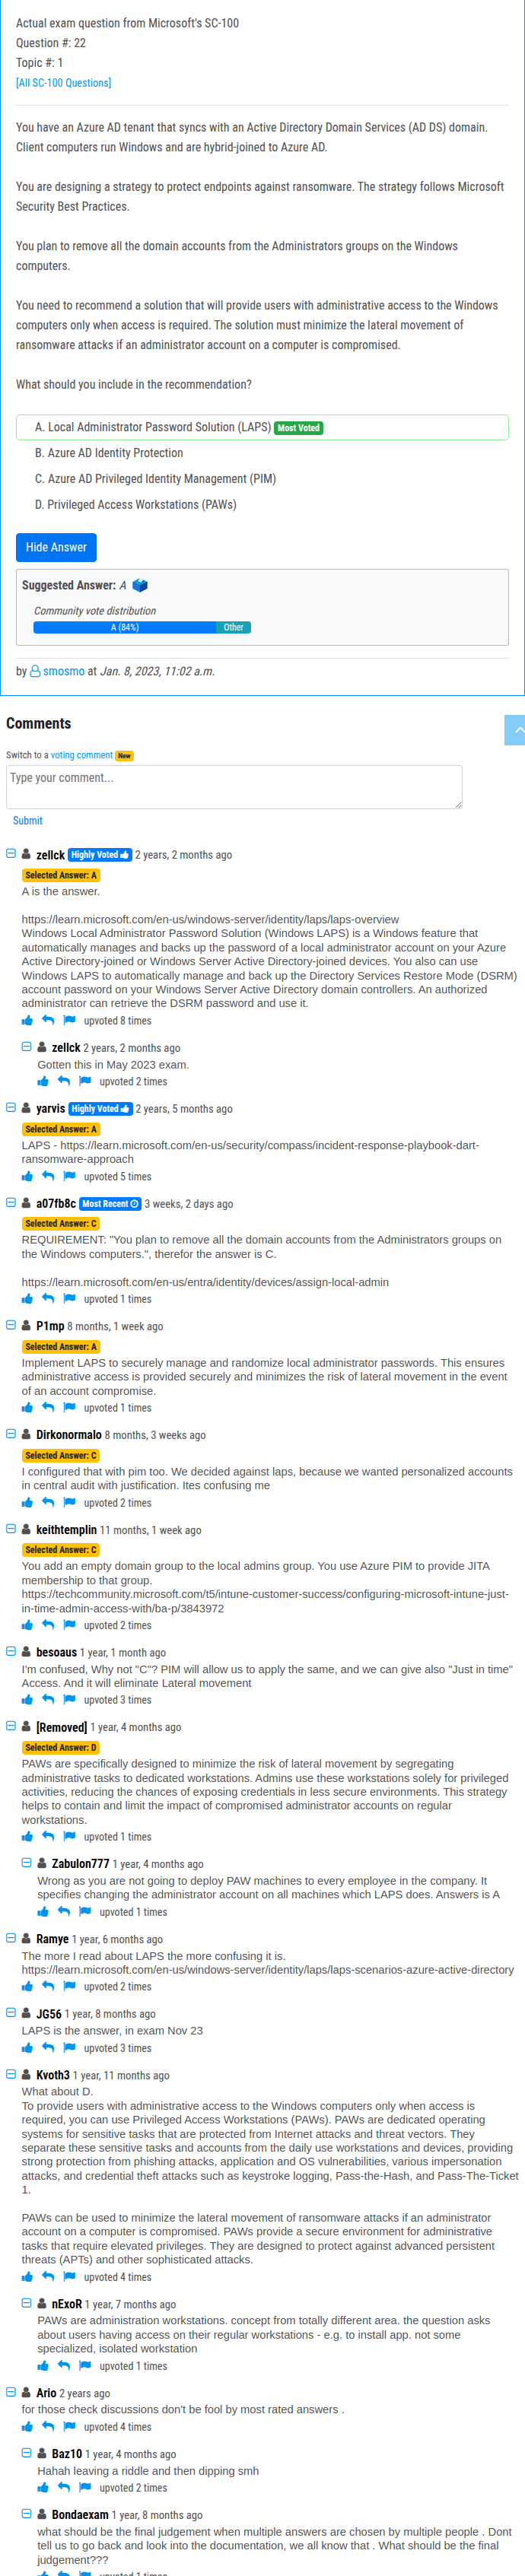 Actual exam question from Microsoft's SC-100
Question #: 22
Topic #: 1
[All SC-100 Questions]
You have an Azure AD tenant that syncs with an Active Directory Domain Services (AD DS) domain.
Client computers run Windows and are hybrid-joined to Azure AD.
You are designing a strategy to protect endpoints against ransomware. The strategy follows Microsoft
Security Best Practices.
You plan to remove all the domain accounts from the Administrators groups on the Windows
computers.
You need to recommend a solution that will provide users with administrative access to the Windows
computers only when access is required. The solution must minimize the lateral movement of
ransomware attacks if an administrator account on a computer is compromised.
What should you include in the recommendation?
A. Local Administrator Password Solution (LAPS) Most Voted
B. Azure AD Identity Protection
C. Azure AD Privileged Identity Management (PIM)
D. Privileged Access Workstations (PAWs)
Hide Answer
Suggested Answer: A
Community vote distribution
A (84%) Other
by smosmo at Jan. 8, 2023, 11:02 a.m.
Comments
Switch to a voting comment New
Type your comment...
Submit
zellck Highly Voted 2 years, 2 months ago
Selected Answer: A
A is the answer.
https://learn.microsoft.com/en-us/windows-server/identity/laps/laps-overview
Windows Local Administrator Password Solution (Windows LAPS) is a Windows feature that
automatically manages and backs up the password of a local administrator account on your Azure
Active Directory-joined or Windows Server Active Directory-joined devices. You also can use
Windows LAPS to automatically manage and back up the Directory Services Restore Mode (DSRM)
account password on your Windows Server Active Directory domain controllers. An authorized
administrator can retrieve the DSRM password and use it.
upvoted 8 times
zellck 2 years, 2 months ago
Gotten this in May 2023 exam.
upvoted 2 times
yarvis Highly Voted 2 years, 5 months ago
Selected Answer: A
LAPS - https://learn.microsoft.com/en-us/security/compass/incident-response-playbook-dart-
ransomware-approach
upvoted 5 times
a07fb8c Most Recent 3 weeks, 2 days ago
Selected Answer: C
REQUIREMENT: "You plan to remove all the domain accounts from the Administrators groups on
the Windows computers.", therefor the answer is C.
https://learn.microsoft.com/en-us/entra/identity/devices/assign-local-admin
upvoted 1 times
P1mp 8 months, 1 week ago
Selected Answer: A
Implement LAPS to securely manage and randomize local administrator passwords. This ensures
administrative access is provided securely and minimizes the risk of lateral movement in the event
of an account compromise.
upvoted 1 times
Dirkonormalo 8 months, 3 weeks ago
Selected Answer: C
I configured that with pim too. We decided against laps, because we wanted personalized accounts
in central audit with justification. Ites confusing me
upvoted 2 times
keithtemplin 11 months, 1 week ago
Selected Answer: C
You add an empty domain group to the local admins group. You use Azure PIM to provide JITA
membership to that group.
https://techcommunity.microsoft.com/t5/intune-customer-success/configuring-microsoft-intune-just-
in-time-admin-access-with/ba-p/3843972
upvoted 2 times
besoaus 1 year, 1 month ago
I'm confused, Why not "C"? PIM will allow us to apply the same, and we can give also "Just in time"
Access. And it will eliminate Lateral movement
upvoted 3 times
[Removed] 1 year, 4 months ago
Selected Answer: D
PAWs are specifically designed to minimize the risk of lateral movement by segregating
administrative tasks to dedicated workstations. Admins use these workstations solely for privileged
activities, reducing the chances of exposing credentials in less secure environments. This strategy
helps to contain and limit the impact of compromised administrator accounts on regular
workstations.
upvoted 1 times
Zabulon777 1 year, 4 months ago
Wrong as you are not going to deploy PAW machines to every employee in the company. It
specifies changing the administrator account on all machines which LAPS does. Answers is A
upvoted 1 times
Ramye 1 year, 6 months ago
The more I read about LAPS the more confusing it is.
https://learn.microsoft.com/en-us/windows-server/identity/laps/laps-scenarios-azure-active-directory
upvoted 2 times
JG56 1 year, 8 months ago
LAPS is the answer, in exam Nov 23
upvoted 3 times
Kvoth3 1 year, 11 months ago
What about D.
To provide users with administrative access to the Windows computers only when access is
required, you can use Privileged Access Workstations (PAWs). PAWs are dedicated operating
systems for sensitive tasks that are protected from Internet attacks and threat vectors. They
separate these sensitive tasks and accounts from the daily use workstations and devices, providing
strong protection from phishing attacks, application and OS vulnerabilities, various impersonation
attacks, and credential theft attacks such as keystroke logging, Pass-the-Hash, and Pass-The-Ticket
1.
PAWs can be used to minimize the lateral movement of ransomware attacks if an administrator
account on a computer is compromised. PAWs provide a secure environment for administrative
tasks that require elevated privileges. They are designed to protect against advanced persistent
threats (APTs) and other sophisticated attacks.
upvoted 4 times
nExoR 1 year, 7 months ago
PAWs are administration workstations. concept from totally different area. the question asks
about users having access on their regular workstations - e.g. to install app. not some
specialized, isolated workstation
upvoted 1 times
Ario 2 years ago
for those check discussions don't be fool by most rated answers .
upvoted 4 times
Baz10 1 year, 4 months ago
Hahah leaving a riddle and then dipping smh
upvoted 2 times
Bondaexam 1 year, 8 months ago
what should be the final judgement when multiple answers are chosen by multiple people . Dont
tell us to go back and look into the documentation, we all know that . What should be the final
judgement???
upvoted 1 times